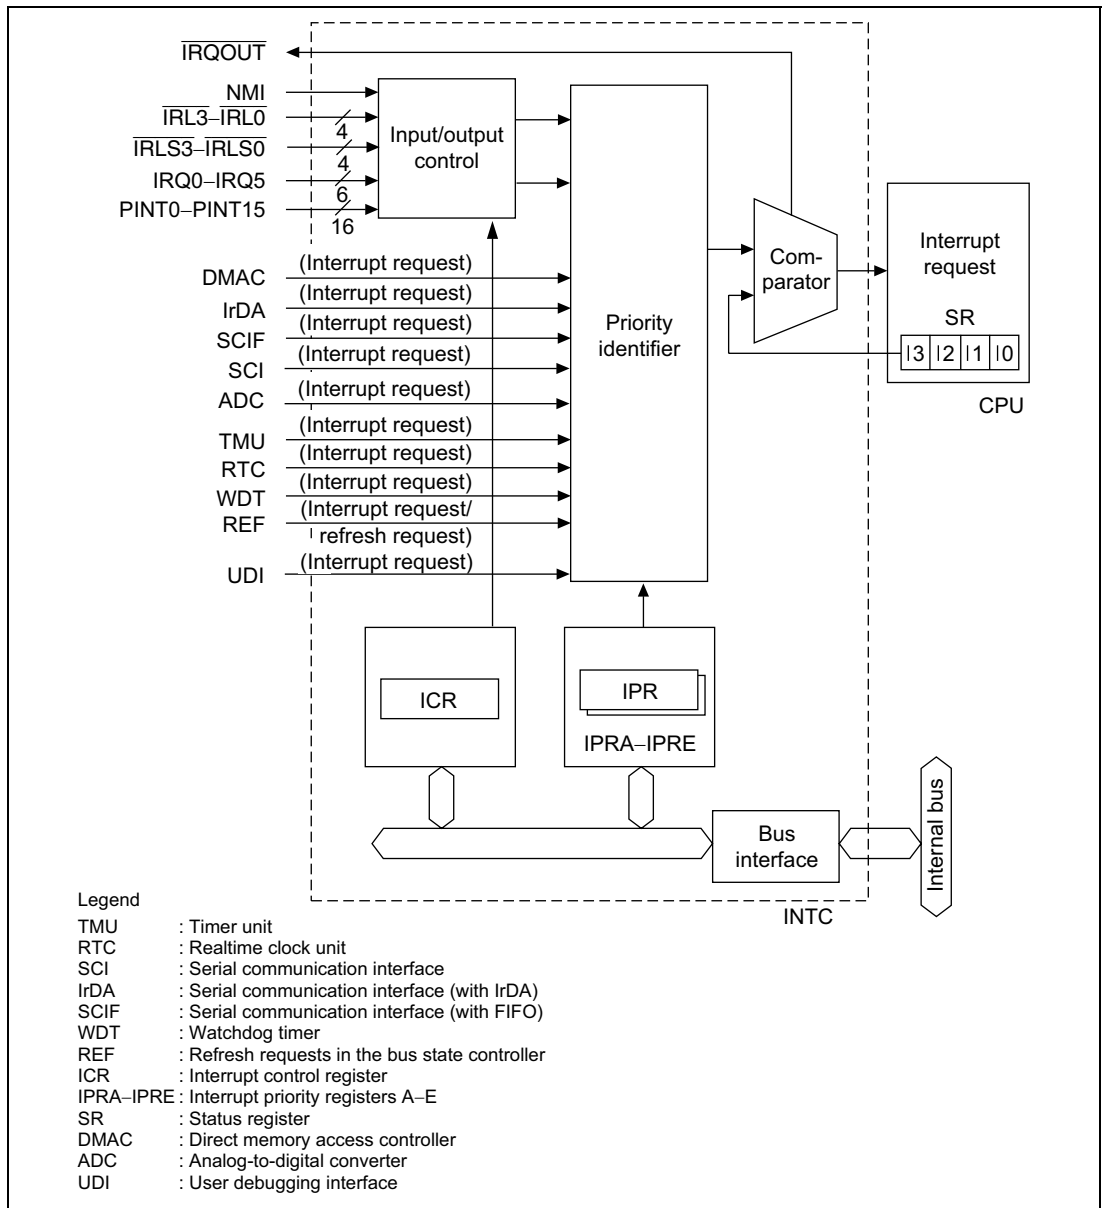 IRQOUT
NMI
IRL3–IRL0
4
IRLS3–IRLS0
4
IRQ0–IRQ5
6
PINT0–PINT15
16
Input/output
control
DMAC
(Interrupt request)
IrDA
(Interrupt request)
SCIF
(Interrupt request)
SCI
(Interrupt request)
ADC
(Interrupt request)
TMU
(Interrupt request)
RTC
(Interrupt request)
WDT
(Interrupt request)
REF
(Interrupt request/
refresh request)
UDI
(Interrupt request)
Priority
identifier
Com-
parator
Interrupt
request
SR
I3 I2 I1 I0
CPU
ICR
IPR
IPRA–IPRE
Bus
interface
Internal bus
INTC
Legend
TMU : Timer unit
RTC : Realtime clock unit
SCI : Serial communication interface
IrDA : Serial communication interface (with IrDA)
SCIF : Serial communication interface (with FIFO)
WDT : Watchdog timer
REF : Refresh requests in the bus state controller
ICR : Interrupt control register
IPRA–IPRE : Interrupt priority registers A–E
SR : Status register
DMAC : Direct memory access controller
ADC : Analog-to-digital converter
UDI : User debugging interface